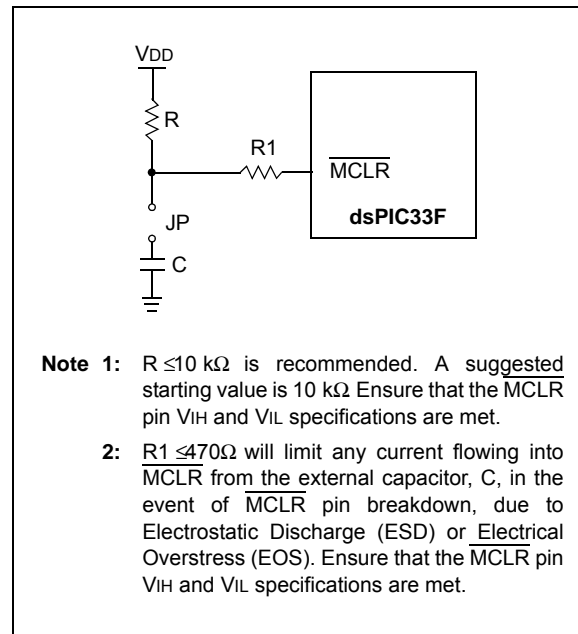 VDD
R
R1
MCLR
JP
dsPIC33F
C
Note 1: R ≤10 kΩ is recommended. A suggested
starting value is 10 kΩ Ensure that the MCLR
pin VIH and VIL specifications are met.
2: R1 ≤470Ω will limit any current flowing into
MCLR from the external capacitor, C, in the
event of MCLR pin breakdown, due to
Electrostatic Discharge (ESD) or Electrical
Overstress (EOS). Ensure that the MCLR pin
VIH and VIL specifications are met.